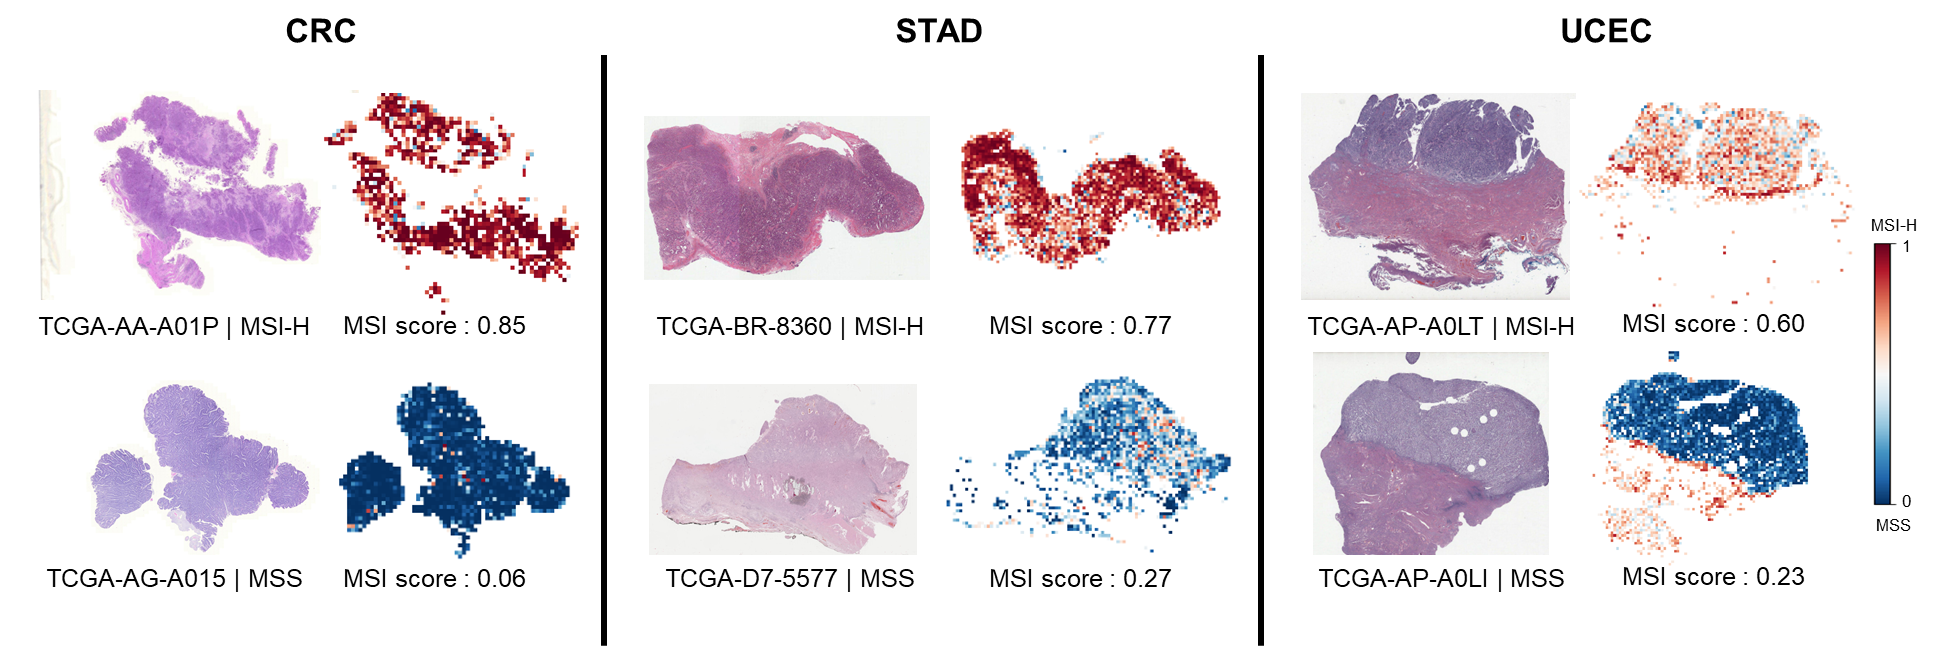 CRC
STAD
UCEC
TCGA-AA-A01P | MSI-H
MSI score : 0.85
TCGA-BR-8360 | MSI-H
MSI score : 0.77
TCGA-AP-A0LT | MSI-H
MSI score : 0.60
MSI-H
1
0
MSS
TCGA-AG-A015 | MSS
MSI score : 0.06
TCGA-D7-5577 | MSS
MSI score : 0.27
TCGA-AP-A0LI | MSS
MSI score : 0.23